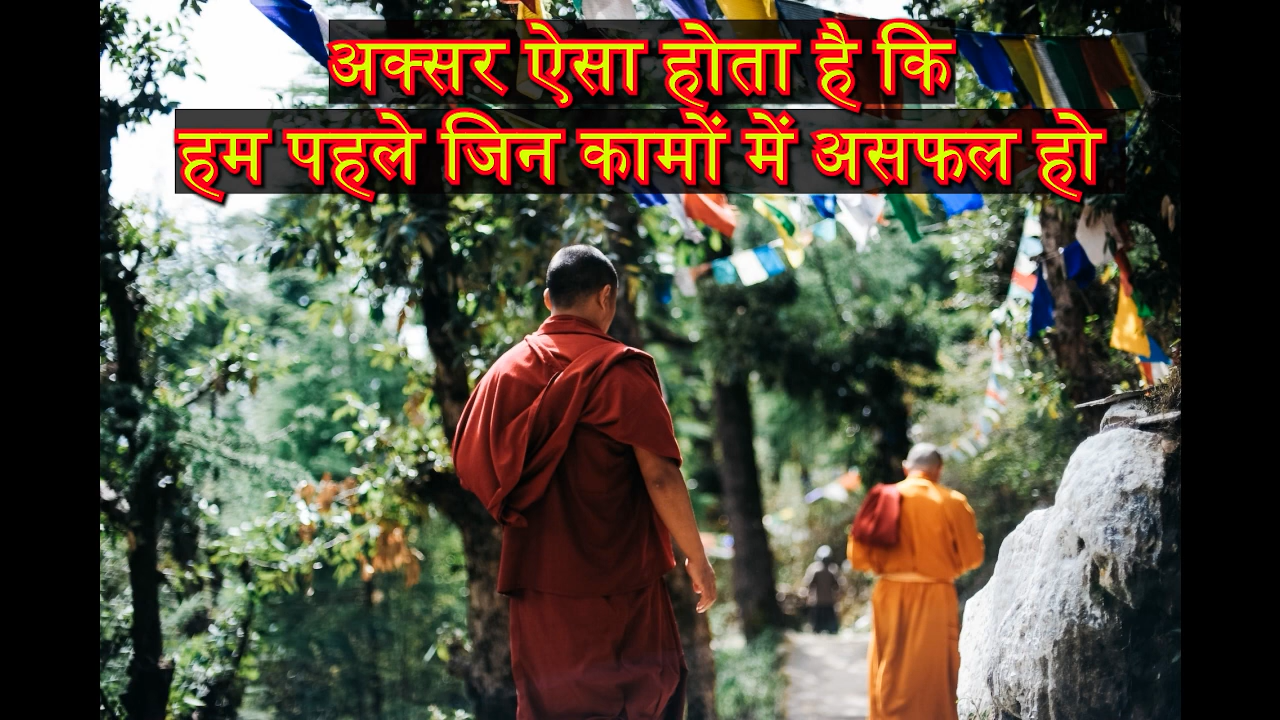 अक्सर ऐसा होता है कि
हम पहले जिन कामों में असफल हो